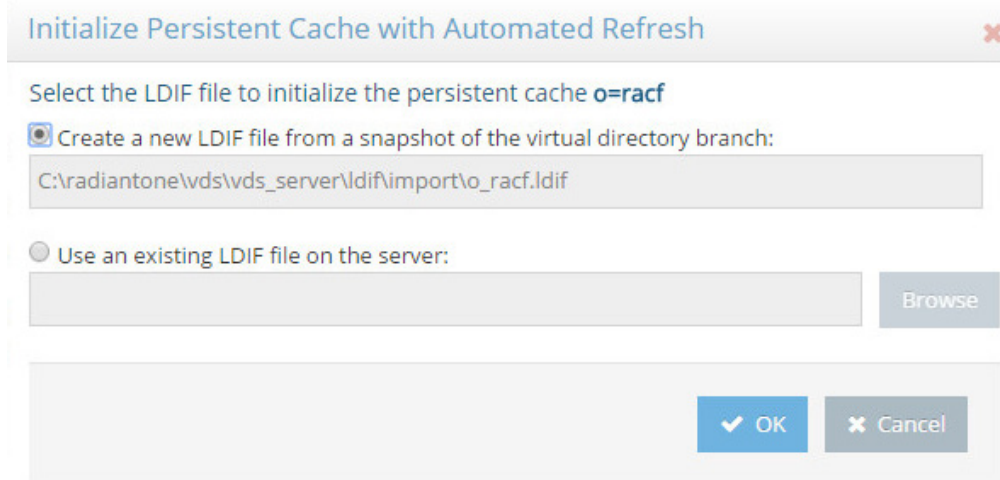 Initialize Persistent Cache with Automated Refresh
Select the LDIF file to initialize the persistent cache o=racf
Create a new LDIF file from a snapshot of the virtual directory branch:
C:\radiantone\vds\vds_server\ldif\import\o_racf.ldif
Use an existing LDIF file on the server:
Browse
OK
Cancel